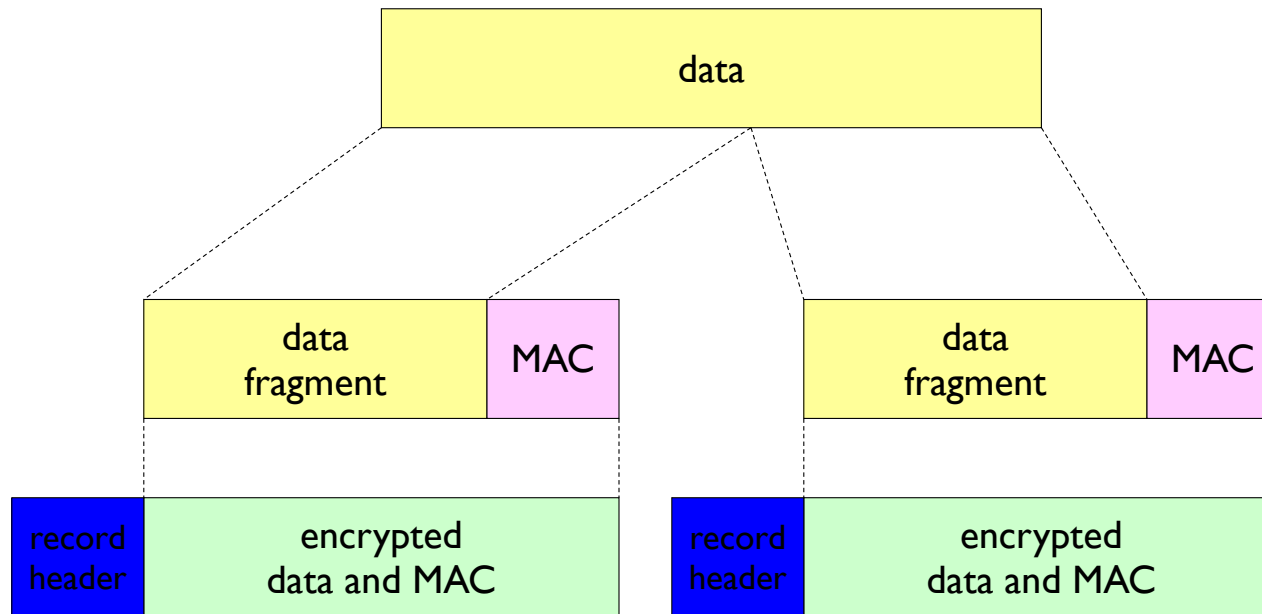 data
data
fragment
MAC
data
fragment
MAC
record
header
encrypted
data and MAC
record
header
encrypted
data and MAC